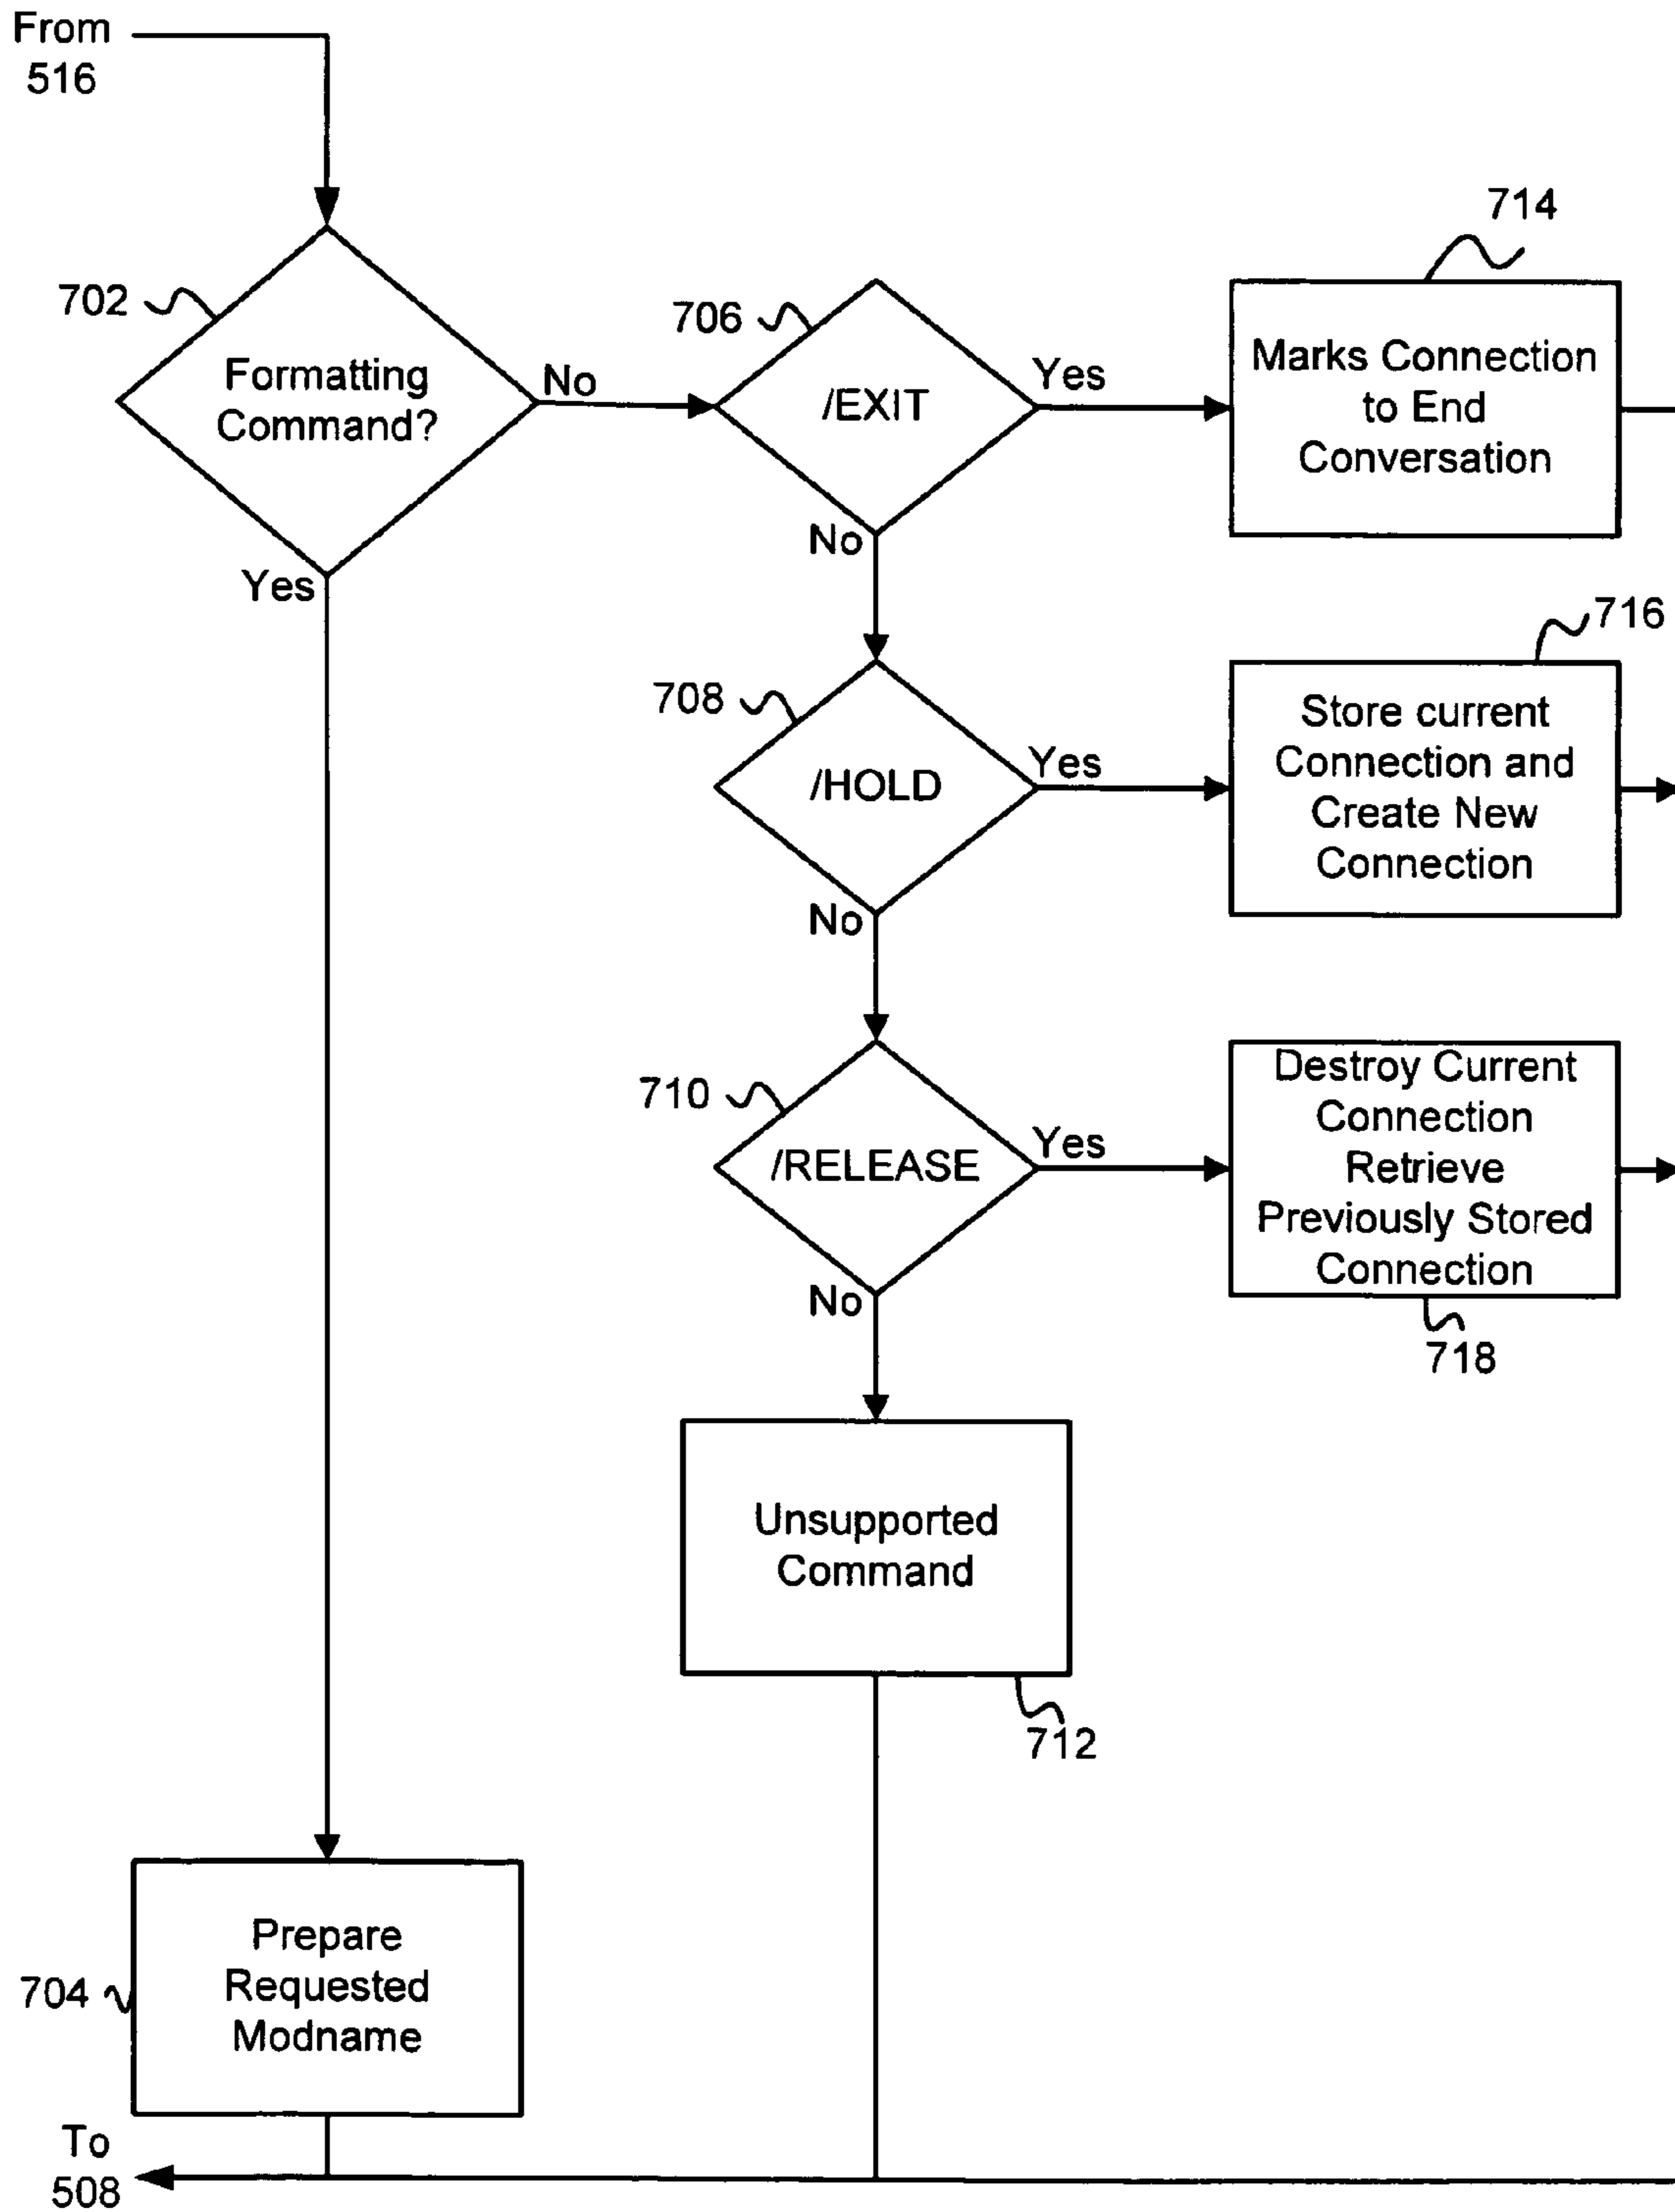 From
516
702
Formatting
Command?
No
Yes
706
/EXIT
Yes
No
714
Marks Connection
to End
Conversation
708
/HOLD
Yes
No
716
Store current
Connection and
Create New
Connection
710
/RELEASE
Yes
No
Destroy Current
Connection
Retrieve
Previously Stored
Connection
718
Unsupported
Command
712
704
Prepare
Requested
Modname
To
508